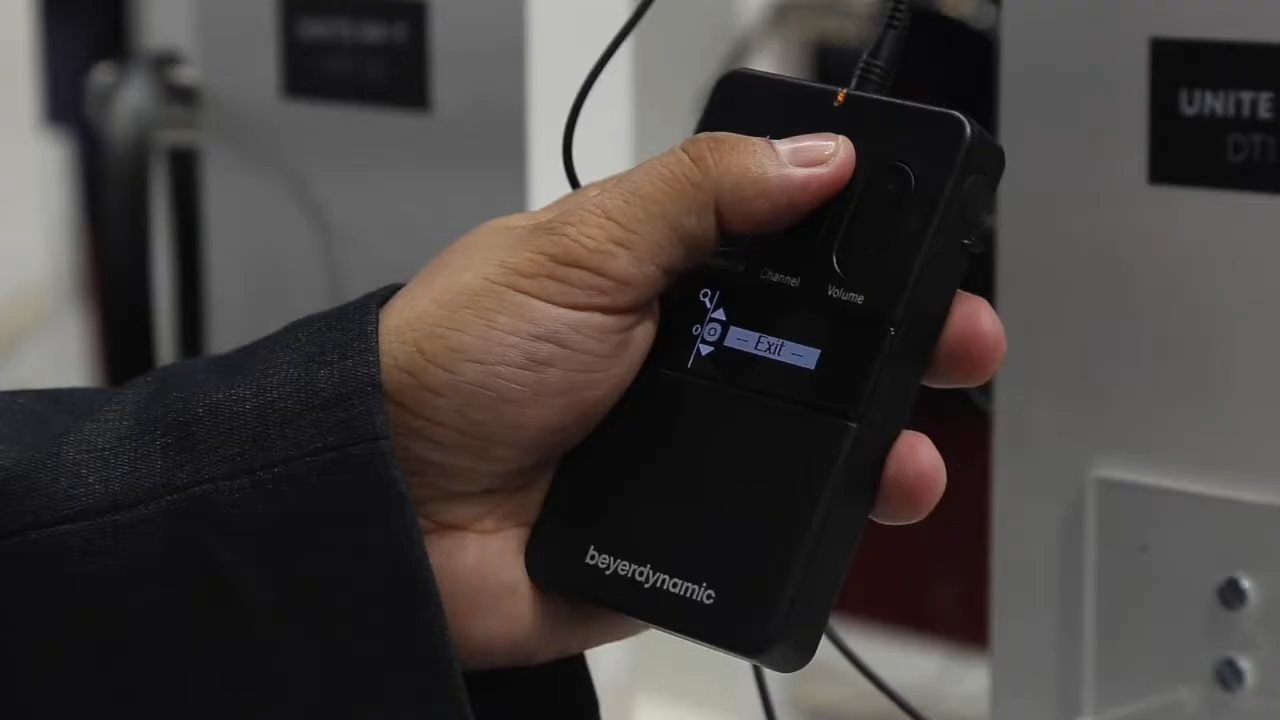 UNITE
Channel
Volume
-- Exit --
beyerdynamic